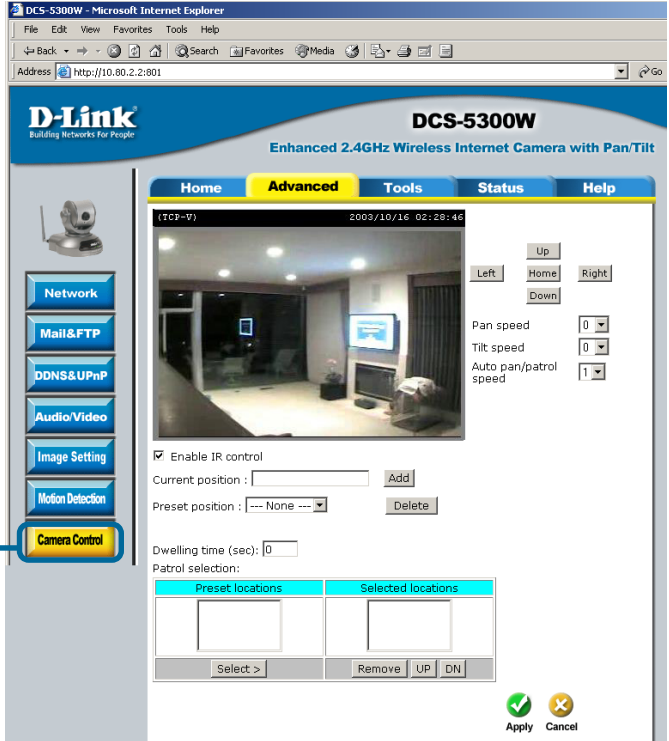 DCS-5300W - Microsoft Internet Explorer
File Edit View Favorites Tools Help
Back Search Favorites Media
Address http://10.80.2.2:801 Go
D-Link
Building Networks For People
DCS-5300W
Enhanced 2.4GHz Wireless Internet Camera with Pan/Tilt
Home Advanced Tools Status Help
Network
Mail&FTP
DDNS&UPnP
Audio/Video
Image Setting
Motion Detection
Camera Control
(TCP-V) 2003/10/16 02:28:46
Up
Left Home Right
Down
Pan speed 0
Tilt speed 0
Auto pan/patrol speed 1
Enable IR control
Current position : Add
Preset position : --- None --- Delete
Dwelling time (sec): 0
Patrol selection:
Preset locations Selected locations
Select > Remove UP DN
Apply Cancel